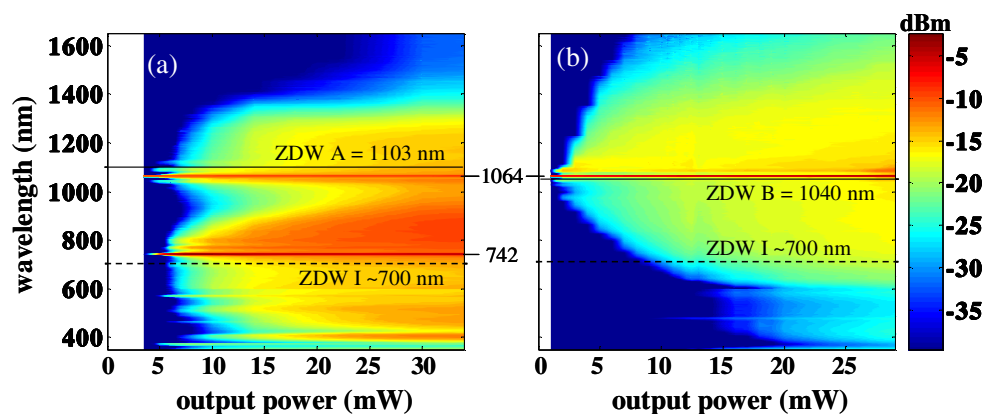 dBm
(a)
(b)
1600
1400
1200
1000
800
600
400
wavelength (nm)
ZDW A = 1103 nm
1064
ZDW B = 1040 nm
742
ZDW I ~700 nm
ZDW I ~700 nm
-5
-10
-15
-20
-25
-30
-35
0 5 10 15 20 25 30
0 5 10 15 20 25
output power (mW)
output power (mW)